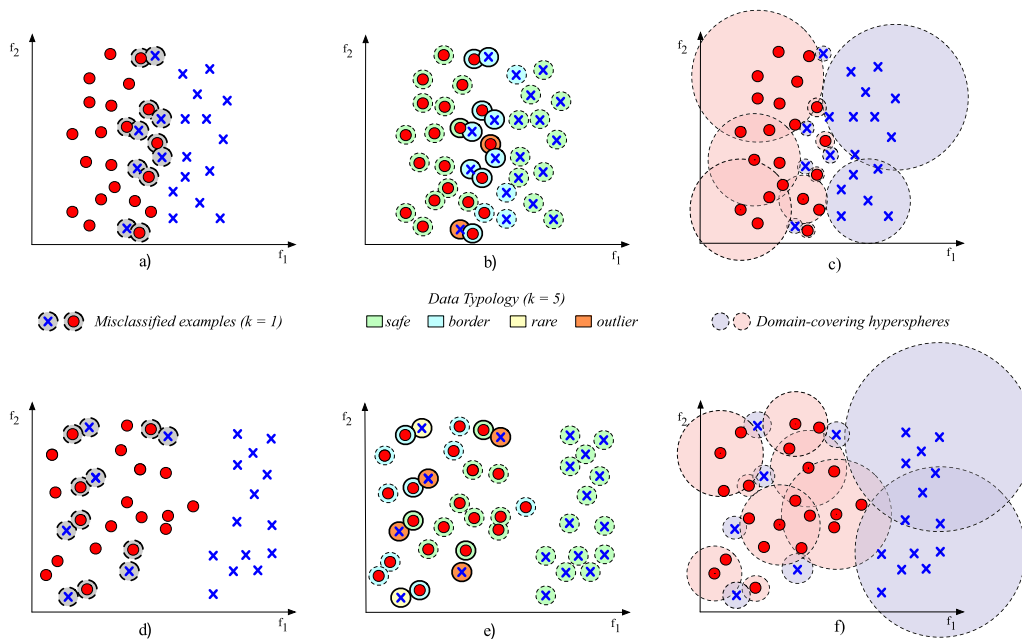 f2
f1
a)
f2
f1
b)
f2
f1
c)
Misclassified examples (k = 1)
Data Typology (k = 5)
safe
border
rare
outlier
Domain-covering hyperspheres
f2
f1
d)
f2
f1
e)
f2
f1
f)